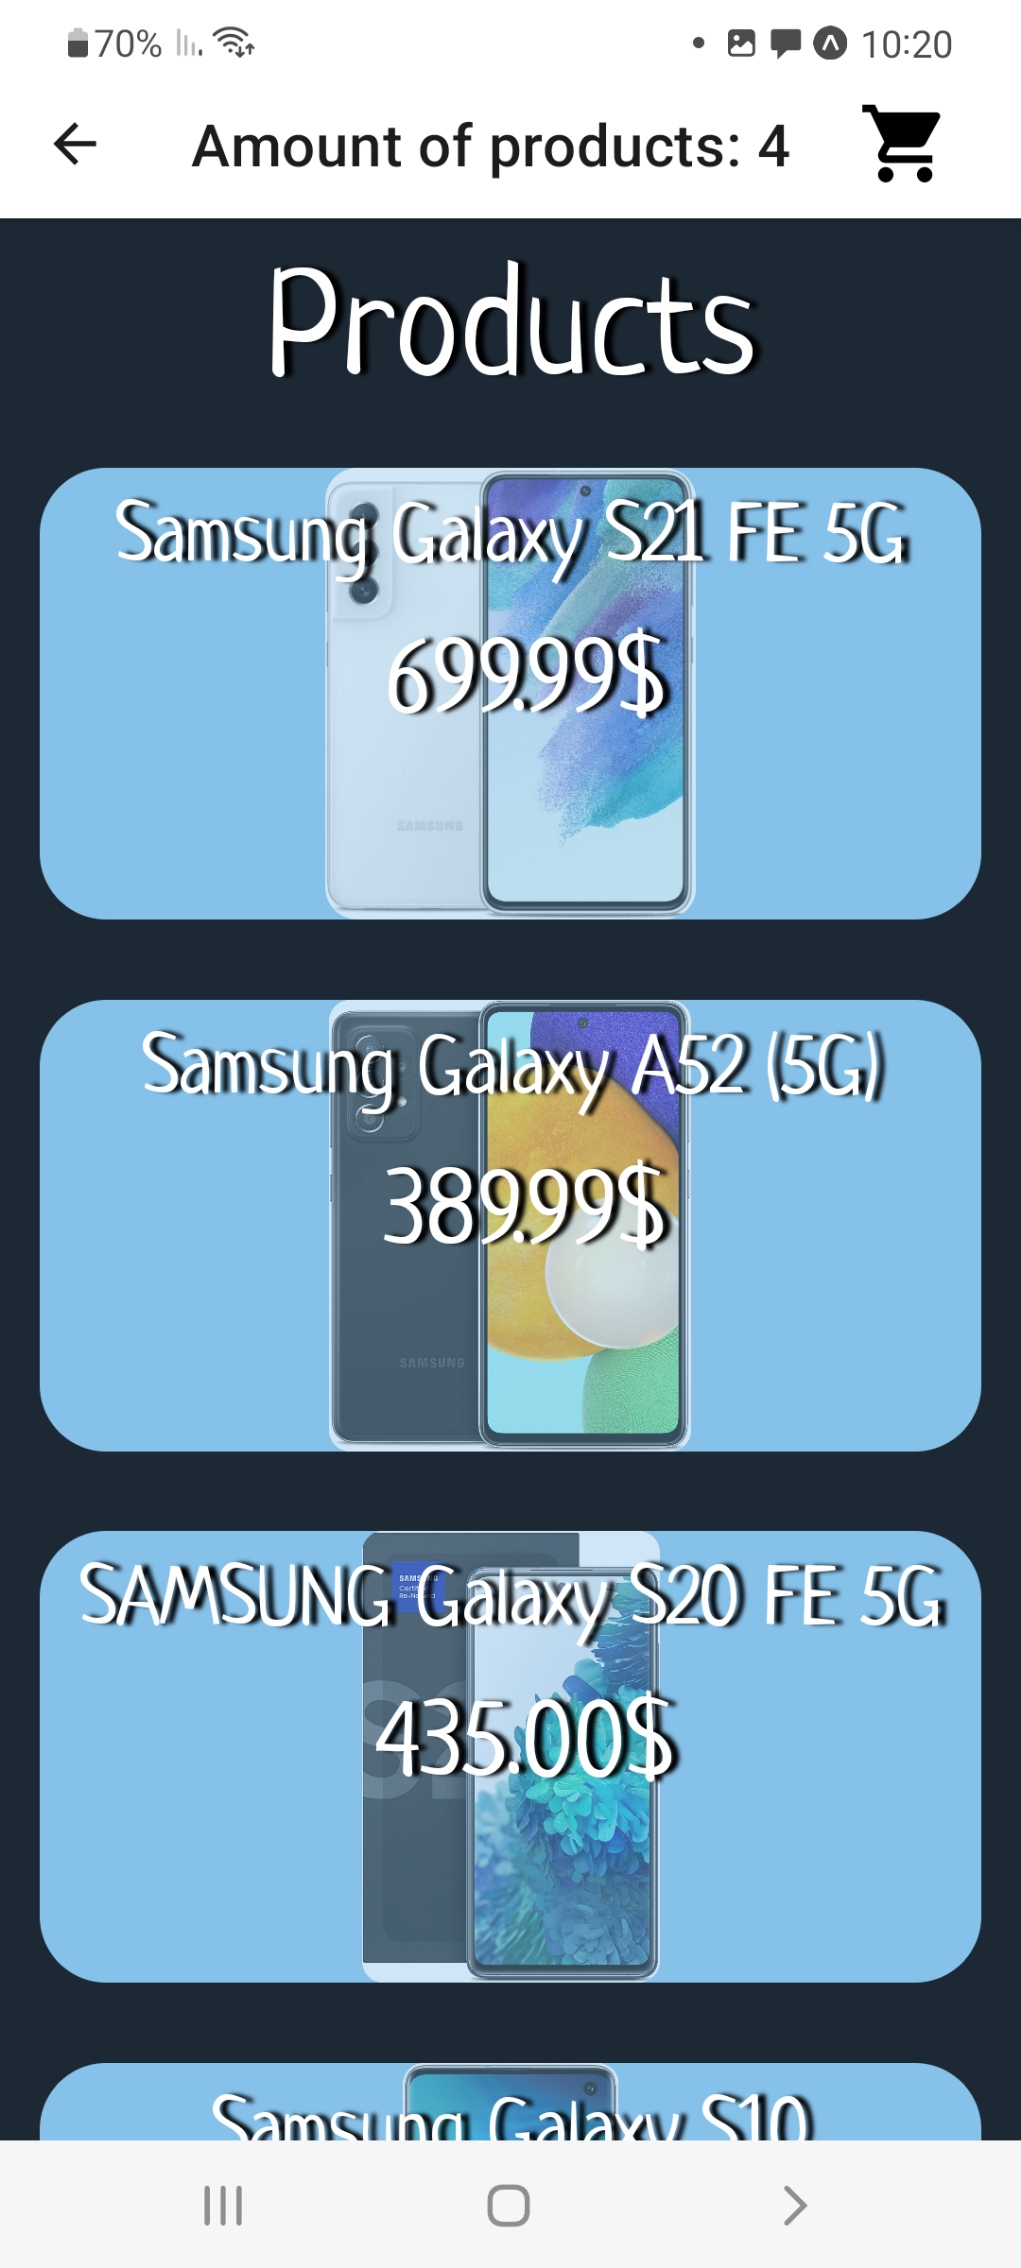 70%
10:20
Amount of products: 4
Products
Samsung Galaxy S21 FE 5G
699.99$
SAMSUNG
Samsung Galaxy A52 (5G)
389.99$
SAMSUNG
SAMSUNG Galaxy S20 FE 5G
435.00$
Samsung Galaxy S10